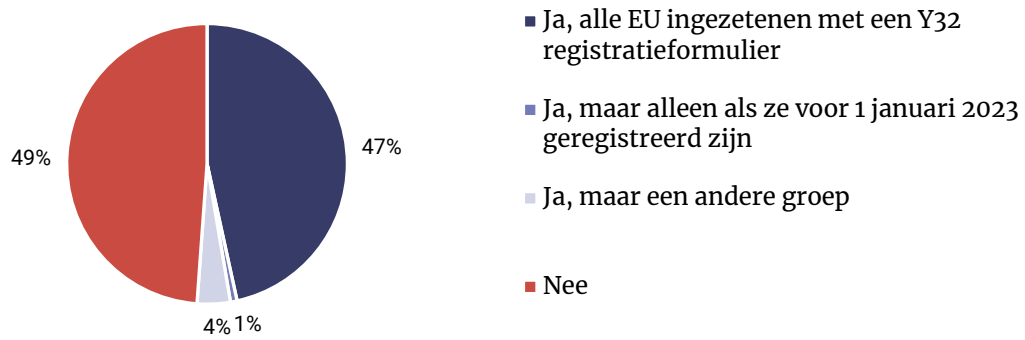 49%
47%
4%
1%
Ja, alle EU ingezetenen met een Y32
registratieformulier
Ja, maar alleen als ze voor 1 januari 2023
geregistreerd zijn
Ja, maar een andere groep
Nee